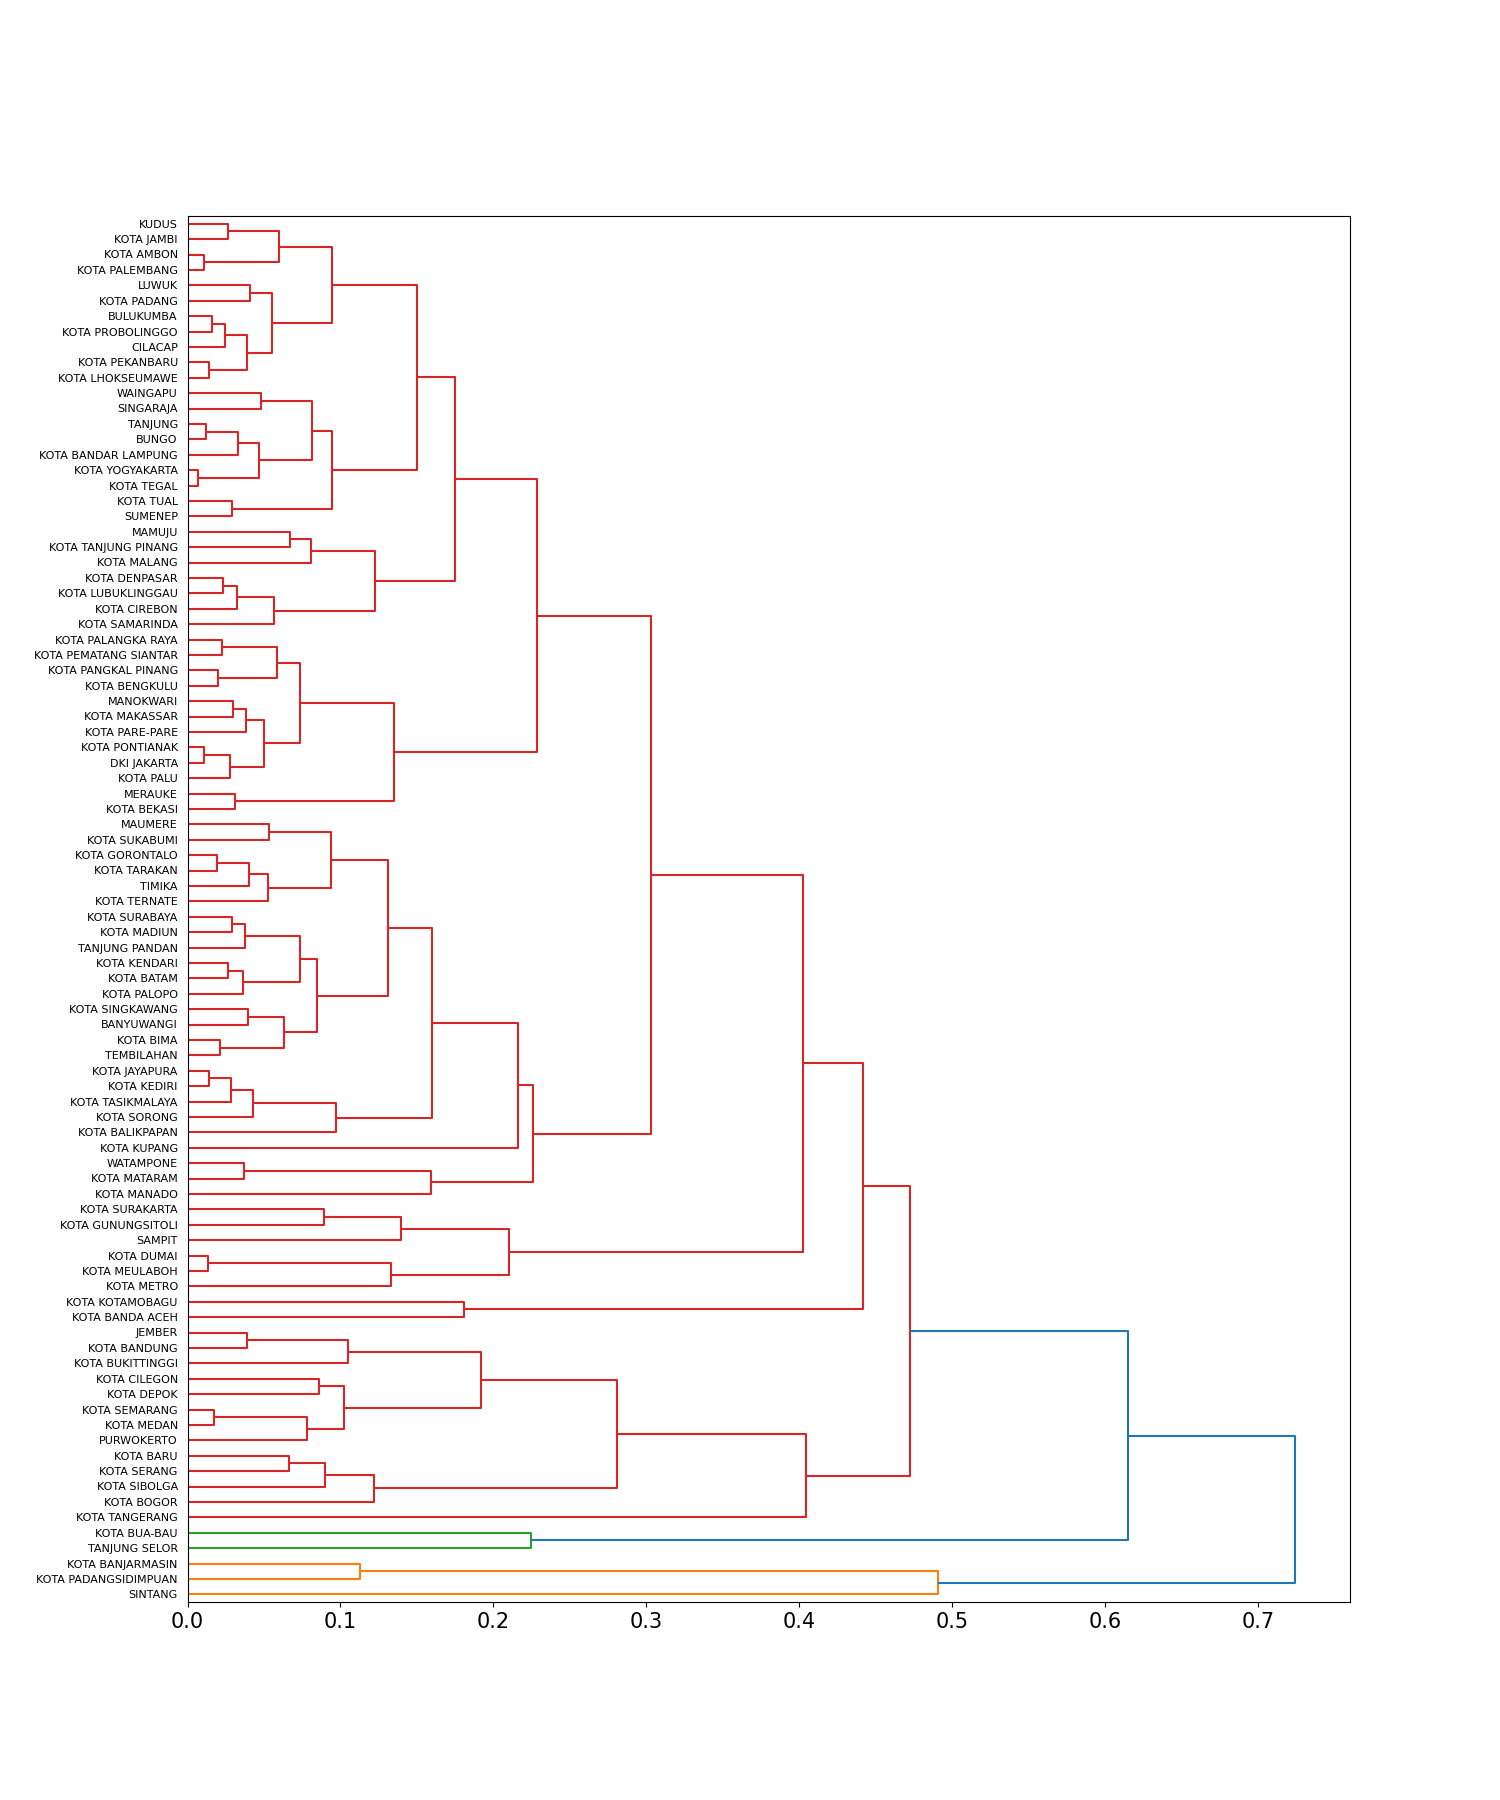 KUDUS
KOTA JAMBI
KOTA AMBON
KOTA PALEMBANG
LUWUK
KOTA PADANG
BULUKUMBA
KOTA PROBOLINGGO
CILACAP
KOTA PEKANBARU
KOTA LHOKSEUMAWE
WAINGAPU
SINGARAJA
TANJUNG
BUNGO
KOTA BANDAR LAMPUNG
KOTA YOGYAKARTA
KOTA TEGAL
KOTA TUAL
SUMENEP
MAMUJU
KOTA TANJUNG PINANG
KOTA MALANG
KOTA DENPASAR
KOTA LUBUKLINGGAU
KOTA CIREBON
KOTA SAMARINDA
KOTA PALANGKA RAYA
KOTA PEMATANG SIANTAR
KOTA PANGKAL PINANG
KOTA BENGKULU
MANOKWARI
KOTA MAKASSAR
KOTA PARE-PARE
KOTA PONTIANAK
DKI JAKARTA
KOTA PALU
MERAUKE
KOTA BEKASI
MAUMERE
KOTA SUKABUMI
KOTA GORONTALO
KOTA TARAKAN
TIMIKA
KOTA TERNATE
KOTA SURABAYA
KOTA MADIUN
TANJUNG PANDAN
KOTA KENDARI
KOTA BATAM
KOTA PALOPO
KOTA SINGKAWANG
BANYUWANGI
KOTA BIMA
TEMBILAHAN
KOTA JAYAPURA
KOTA KEDIRI
KOTA TASIKMALAYA
KOTA SORONG
KOTA BALIKPAPAN
KOTA KUPANG
WATAMPONE
KOTA MATARAM
KOTA MANADO
KOTA SURAKARTA
KOTA GUNUNGSITOLI
SAMPIT
KOTA DUMAI
KOTA MEULABOH
KOTA METRO
KOTA KOTAMOBAGU
KOTA BANDA ACEH
JEMBER
KOTA BANDUNG
KOTA BUKITTINGGI
KOTA CILEGON
KOTA DEPOK
KOTA SEMARANG
KOTA MEDAN
PURWOKERTO
KOTA BARU
KOTA SERANG
KOTA SIBOLGA
KOTA BOGOR
KOTA TANGERANG
KOTA BUA-BAU
TANJUNG SELOR
KOTA BANJARMASIN
KOTA PADANGSIDIMPUAN
SINTANG
0.0 0.1 0.2 0.3 0.4 0.5 0.6 0.7